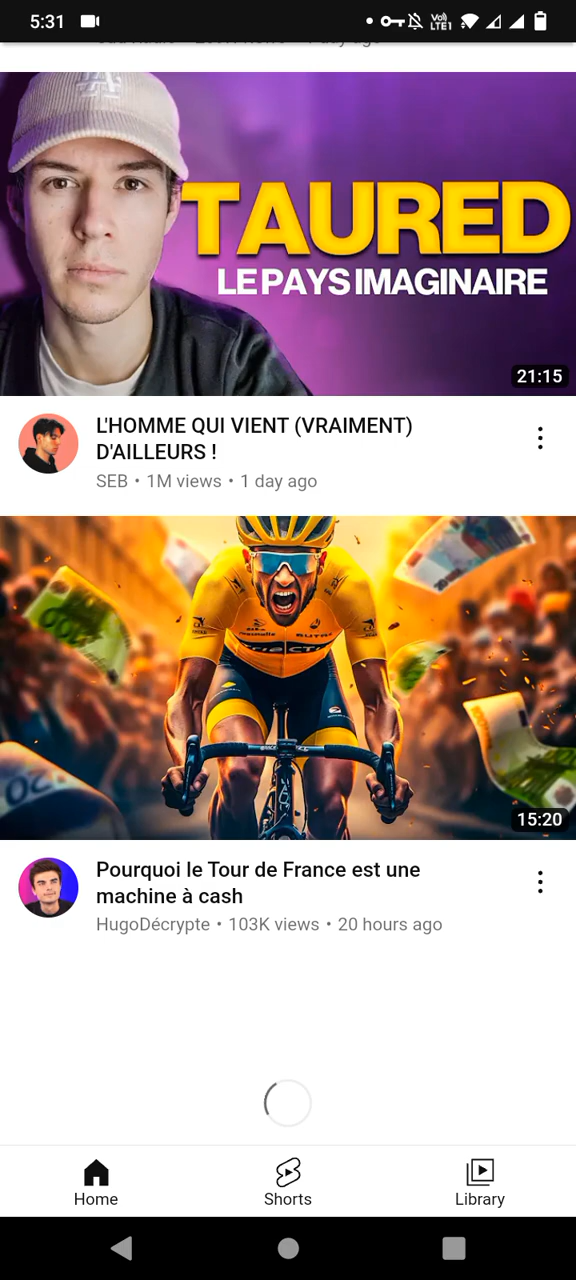 5:31
Vo) LTE1
TAURED
LE PAYS IMAGINAIRE
21:15
L'HOMME QUI VIENT (VRAIMENT)
D'AILLEURS !
SEB • 1M views • 1 day ago
15:20
Pourquoi le Tour de France est une
machine à cash
HugoDécrypte • 103K views • 20 hours ago
Home
Shorts
Library